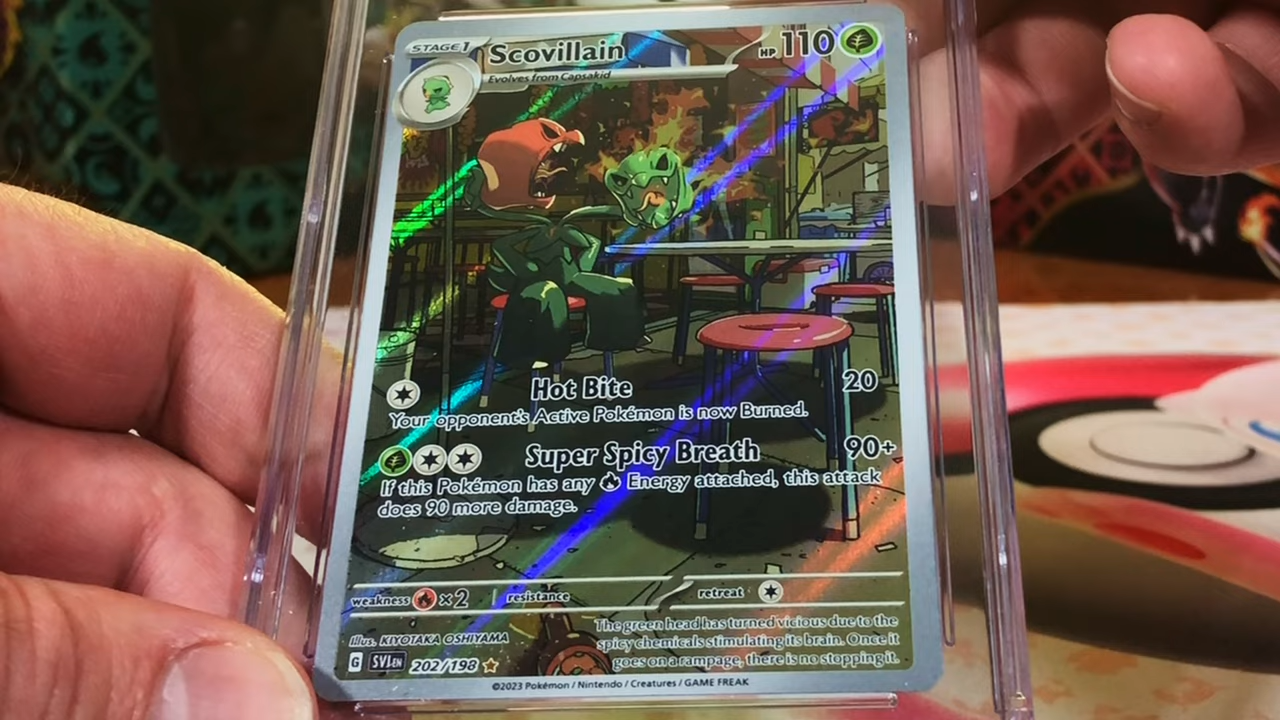 STAGE 1 Scovillain HP 110
Evolves from Capsakid
Hot Bite 20
Your opponent's Active Pokémon is now Burned.
Super Spicy Breath 90+
If this Pokémon has any Energy attached, this attack
does 90 more damage.
weakness x2 resistance retreat
Illus. KIYOTAKA OSHIYAMA
The green head has turned vicious due to the
spicy chemicals stimulating its brain. Once it
goes on a rampage, there is no stopping it.
G SVI EN 202/198
©2023 Pokémon / Nintendo / Creatures / GAME FREAK